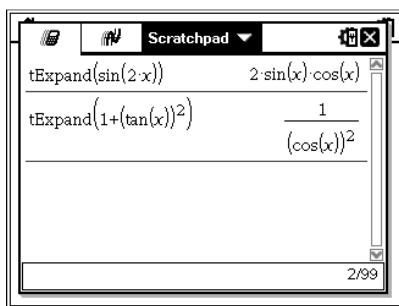 Scratchpad
tExpand(sin(2·x)) 2·sin(x)·cos(x)
tExpand(1+(tan(x))²) 1/(cos(x))²
2/99